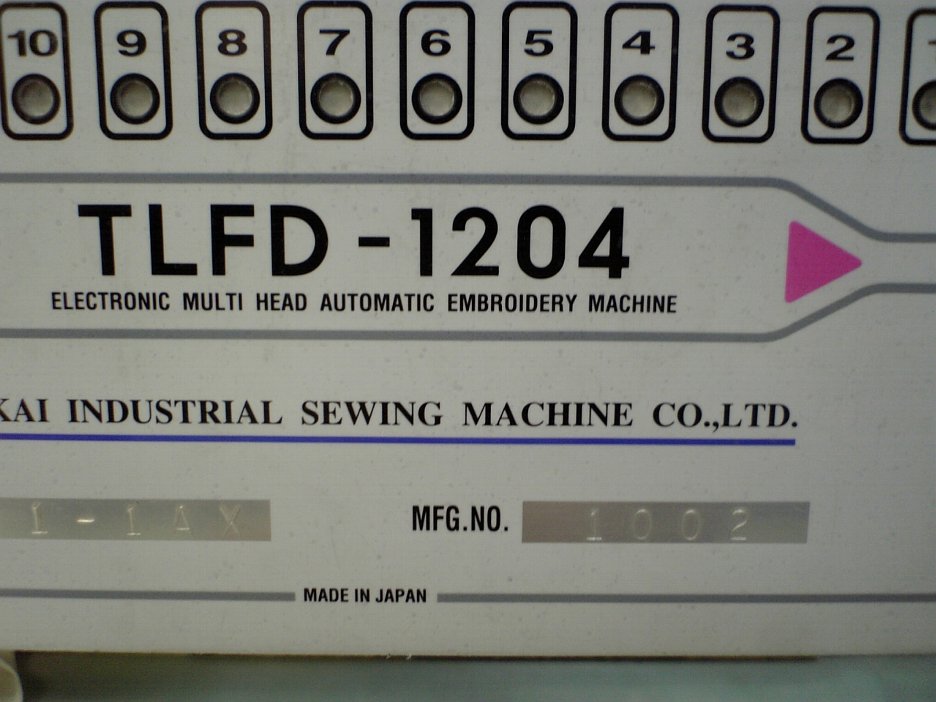 10 9 8 7 6 5 4 3 2 1
TLFD-1204
ELECTRONIC MULTI HEAD AUTOMATIC EMBROIDERY MACHINE
KAI INDUSTRIAL SEWING MACHINE CO.,LTD.
1-1AX MFG.NO. 1002
MADE IN JAPAN